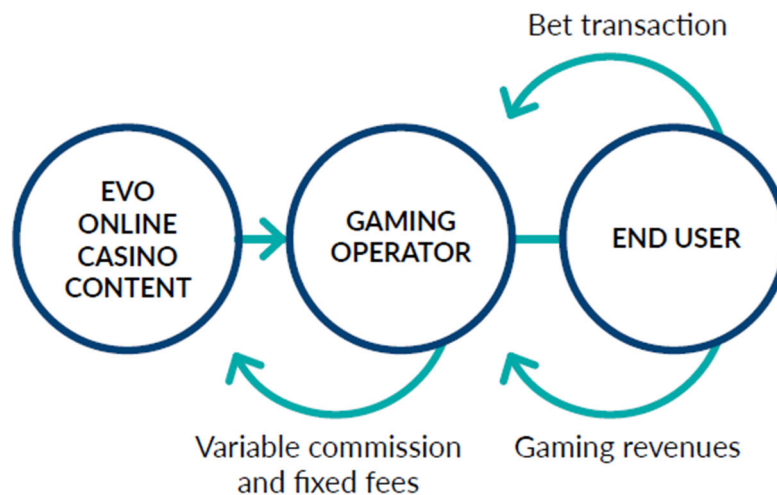 Bet transaction
EVO
ONLINE
CASINO
CONTENT
GAMING
OPERATOR
END USER
Variable commission
and fixed fees
Gaming revenues